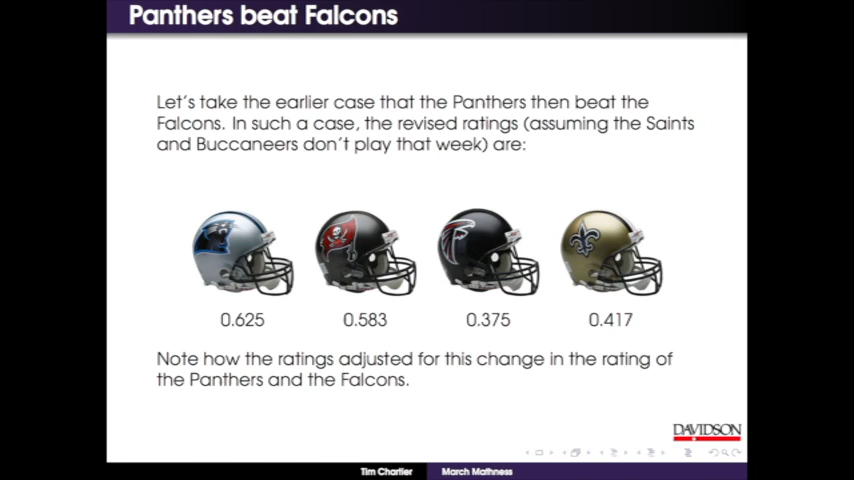 Panthers beat Falcons
Let's take the earlier case that the Panthers then beat the
Falcons. In such a case, the revised ratings (assuming the Saints
and Buccaneers don't play that week) are:
0.625 0.583 0.375 0.417
Note how the ratings adjusted for this change in the rating of
the Panthers and the Falcons.
DAVIDSON
Tim Chartier March Mathness